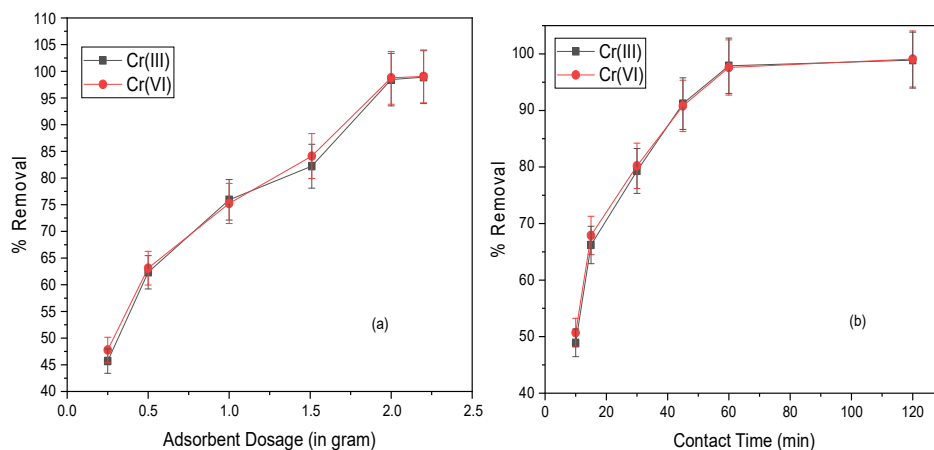 110
105
100
95
90
85
80
75
70
65
60
55
50
45
40
% Removal
Cr(III)
Cr(VI)
(a)
0.0 0.5 1.0 1.5 2.0 2.5
Adsorbent Dosage (in gram)
100
90
80
70
60
50
40
% Removal
Cr(III)
Cr(VI)
(b)
0 20 40 60 80 100 120
Contact Time (min)